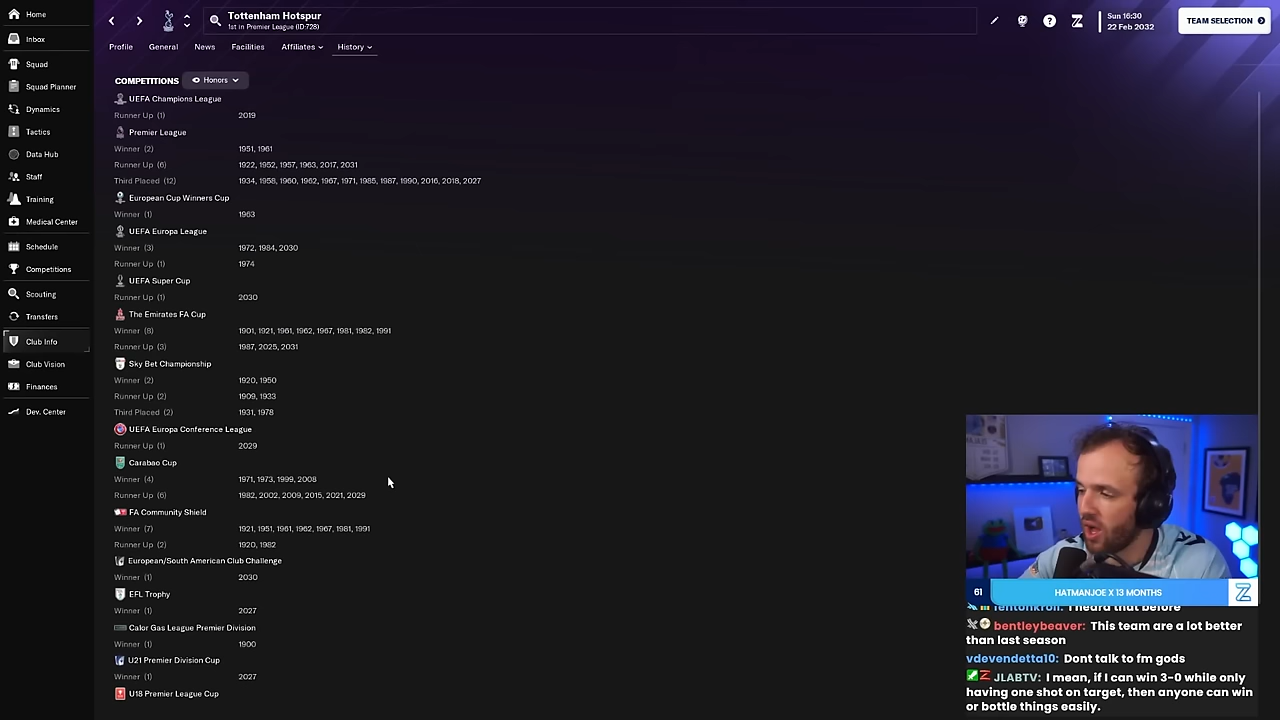 Home
Inbox
Squad
Squad Planner
Dynamics
Tactics
Data Hub
Staff
Training
Medical Center
Schedule
Competitions
Scouting
Transfers
Club Info
Club Vision
Finances
Dev. Center
Tottenham Hotspur
1st in Premier League (ID:728)
Sun 16:30
22 Feb 2032
TEAM SELECTION
Profile General News Facilities Affiliates History
COMPETITIONS Honors
UEFA Champions League
Runner Up (1) 2019
Premier League
Winner (2) 1951, 1961
Runner Up (6) 1922, 1952, 1957, 1963, 2017, 2031
Third Placed (12) 1934, 1958, 1960, 1962, 1967, 1971, 1985, 1987, 1990, 2016, 2018, 2027
European Cup Winners Cup
Winner (1) 1963
UEFA Europa League
Winner (3) 1972, 1984, 2030
Runner Up (1) 1974
UEFA Super Cup
Runner Up (1) 2030
The Emirates FA Cup
Winner (8) 1901, 1921, 1961, 1962, 1967, 1981, 1982, 1991
Runner Up (3) 1987, 2025, 2031
Sky Bet Championship
Winner (2) 1920, 1950
Runner Up (2) 1909, 1933
Third Placed (2) 1931, 1978
UEFA Europa Conference League
Runner Up (1) 2029
Carabao Cup
Winner (4) 1971, 1973, 1999, 2008
Runner Up (6) 1982, 2002, 2009, 2015, 2021, 2029
FA Community Shield
Winner (7) 1921, 1951, 1961, 1962, 1967, 1981, 1991
Runner Up (2) 1920, 1982
European/South American Club Challenge
Winner (1) 2030
EFL Trophy
Winner (1) 2027
Calor Gas League Premier Division
Winner (1) 1900
U21 Premier Division Cup
Winner (1) 2027
U18 Premier League Cup
61 HATMANJOE X 13 MONTHS Z
fentonkroll: I heard that before
bentleybeaver: This team are a lot better
than last season
vdevendetta10: Dont talk to fm gods
JLABTV: I mean, if I can win 3-0 while only
having one shot on target, then anyone can win
or bottle things easily.